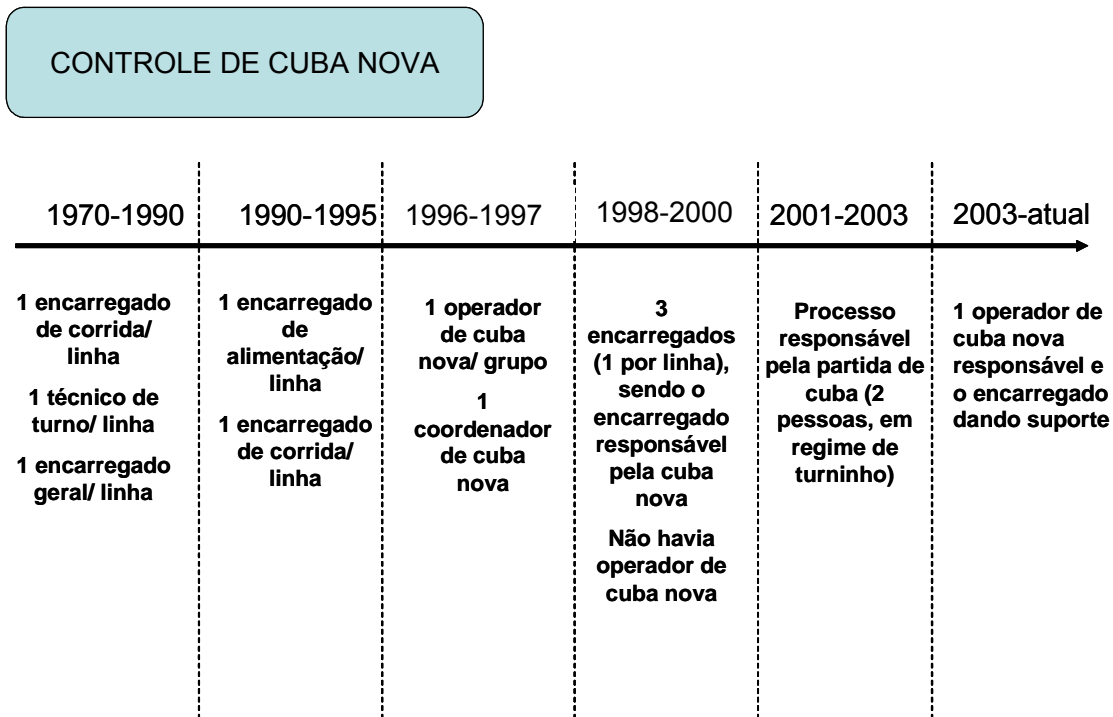 CONTROLE DE CUBA NOVA
1970-1990
1990-1995
1996-1997
1998-2000
2001-2003
2003-atual
1 encarregado
de corrida/
linha
1 técnico de
turno/ linha
1 encarregado
geral/ linha
1 encarregado
de
alimentação/
linha
1 encarregado
de corrida/
linha
1 operador
de cuba
nova/ grupo
1
coordenador
de cuba
nova
3
encarregados
(1 por linha),
sendo o
encarregado
responsável
pela cuba
nova
Não havia
operador de
cuba nova
Processo
responsável
pela partida de
cuba (2
pessoas, em
regime de
turninho)
1 operador de
cuba nova
responsável e
o encarregado
dando suporte